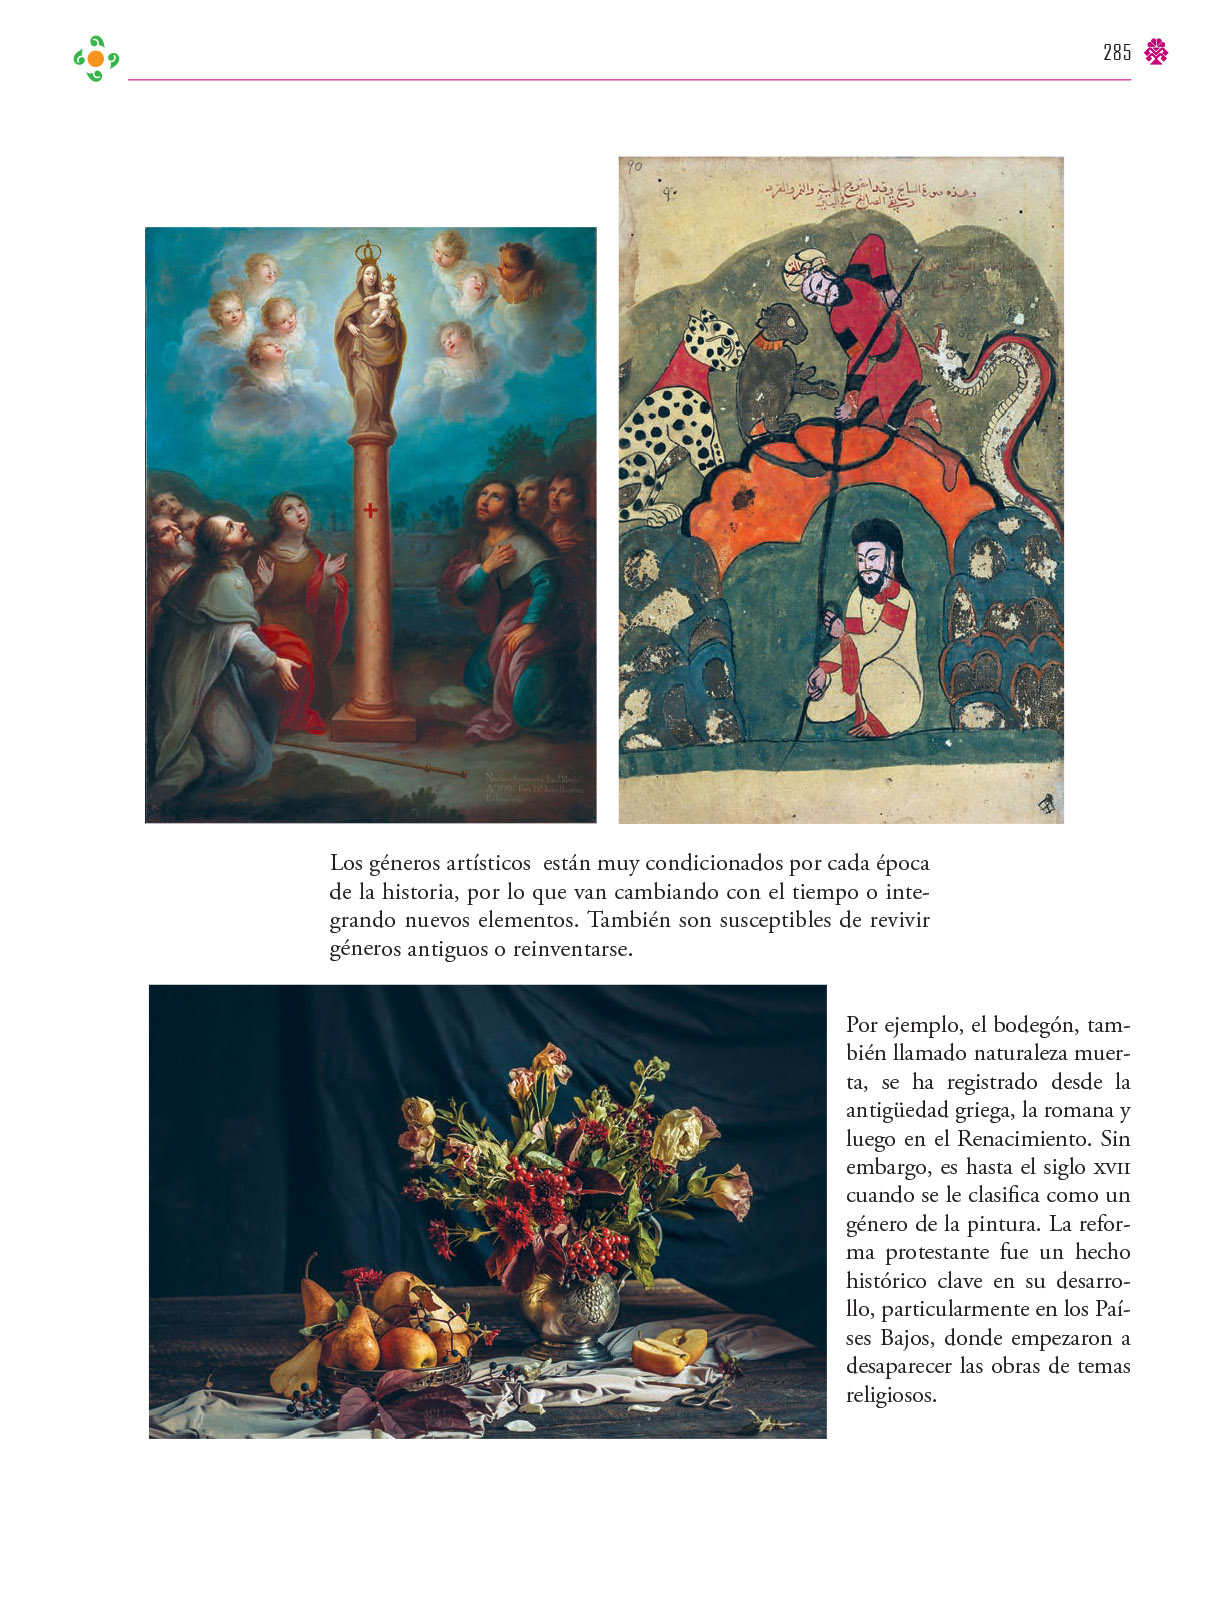 285
90
Los géneros artísticos están muy condicionados por cada época
de la historia, por lo que van cambiando con el tiempo o inte-
grando nuevos elementos. También son susceptibles de revivir
géneros antiguos o reinventarse.
Por ejemplo, el bodegón, tam-
bién llamado naturaleza muer-
ta, se ha registrado desde la
antigüedad griega, la romana y
luego en el Renacimiento. Sin
embargo, es hasta el siglo XVII
cuando se le clasifica como un
género de la pintura. La refor-
ma protestante fue un hecho
histórico clave en su desarro-
llo, particularmente en los Paí-
ses Bajos, donde empezaron a
desaparecer las obras de temas
religiosos.